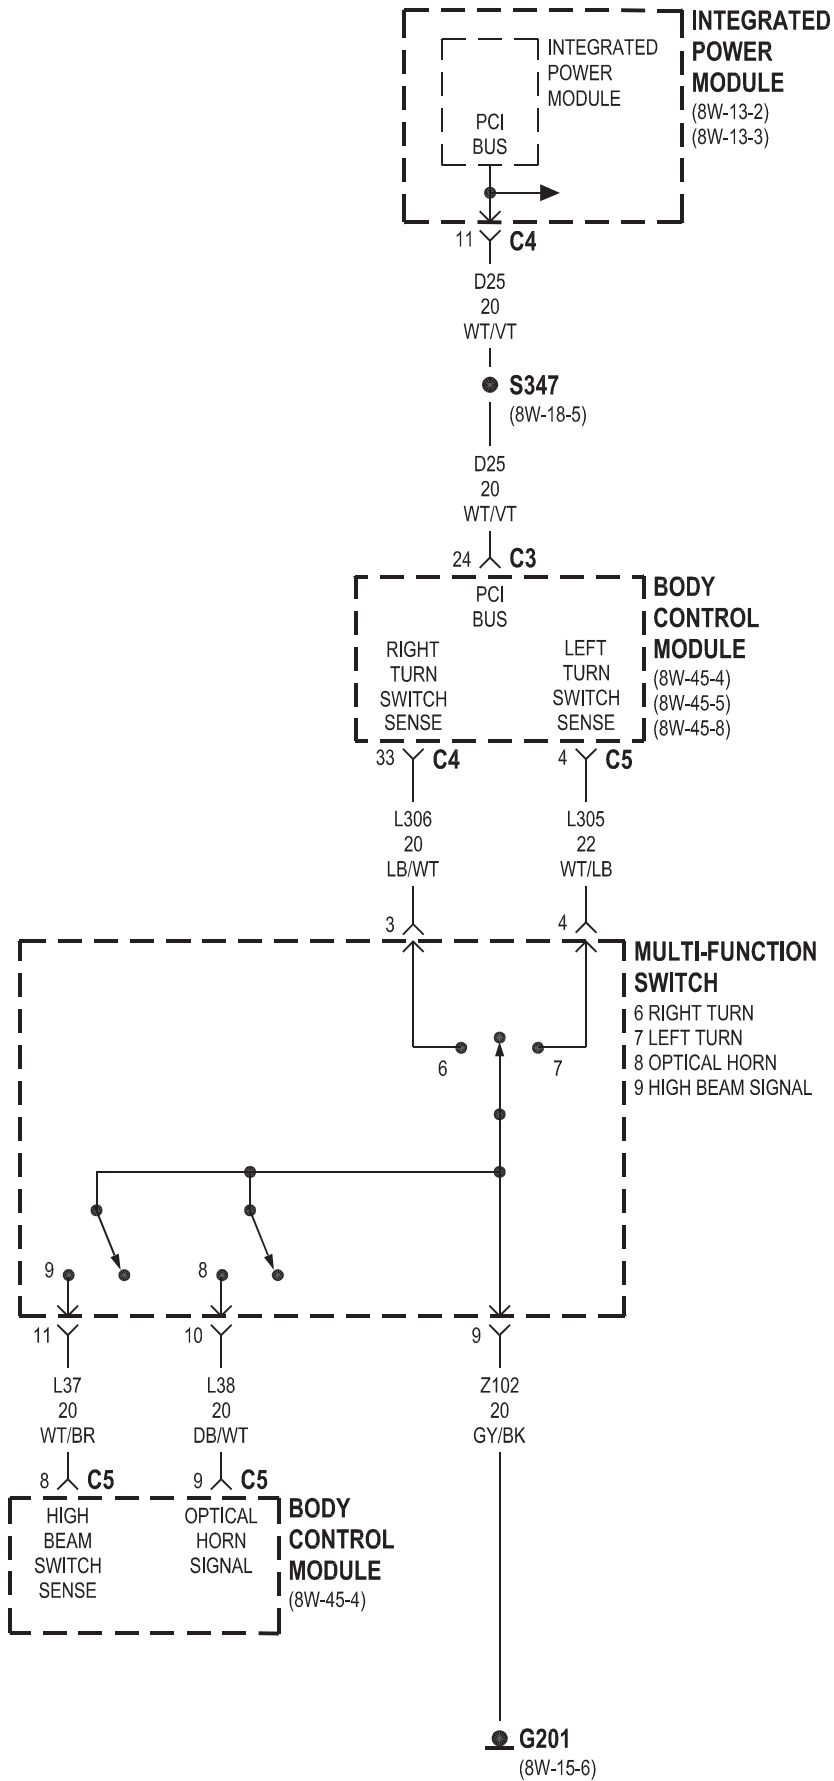 INTEGRATED
POWER
MODULE
(8W-13-2)
(8W-13-3)
INTEGRATED
POWER
MODULE
PCI
BUS
11 C4
D25
20
WT/VT
S347
(8W-18-5)
D25
20
WT/VT
24 C3
BODY
CONTROL
MODULE
(8W-45-4)
(8W-45-5)
(8W-45-8)
PCI
BUS
RIGHT
TURN
SWITCH
SENSE
LEFT
TURN
SWITCH
SENSE
33 C4
4 C5
L306
20
LB/WT
L305
22
WT/LB
3
4
MULTI-FUNCTION
SWITCH
6 RIGHT TURN
7 LEFT TURN
8 OPTICAL HORN
9 HIGH BEAM SIGNAL
6
7
9
8
11
10
9
L37
20
WT/BR
L38
20
DB/WT
Z102
20
GY/BK
8 C5
9 C5
HIGH
BEAM
SWITCH
SENSE
OPTICAL
HORN
SIGNAL
BODY
CONTROL
MODULE
(8W-45-4)
G201
(8W-15-6)